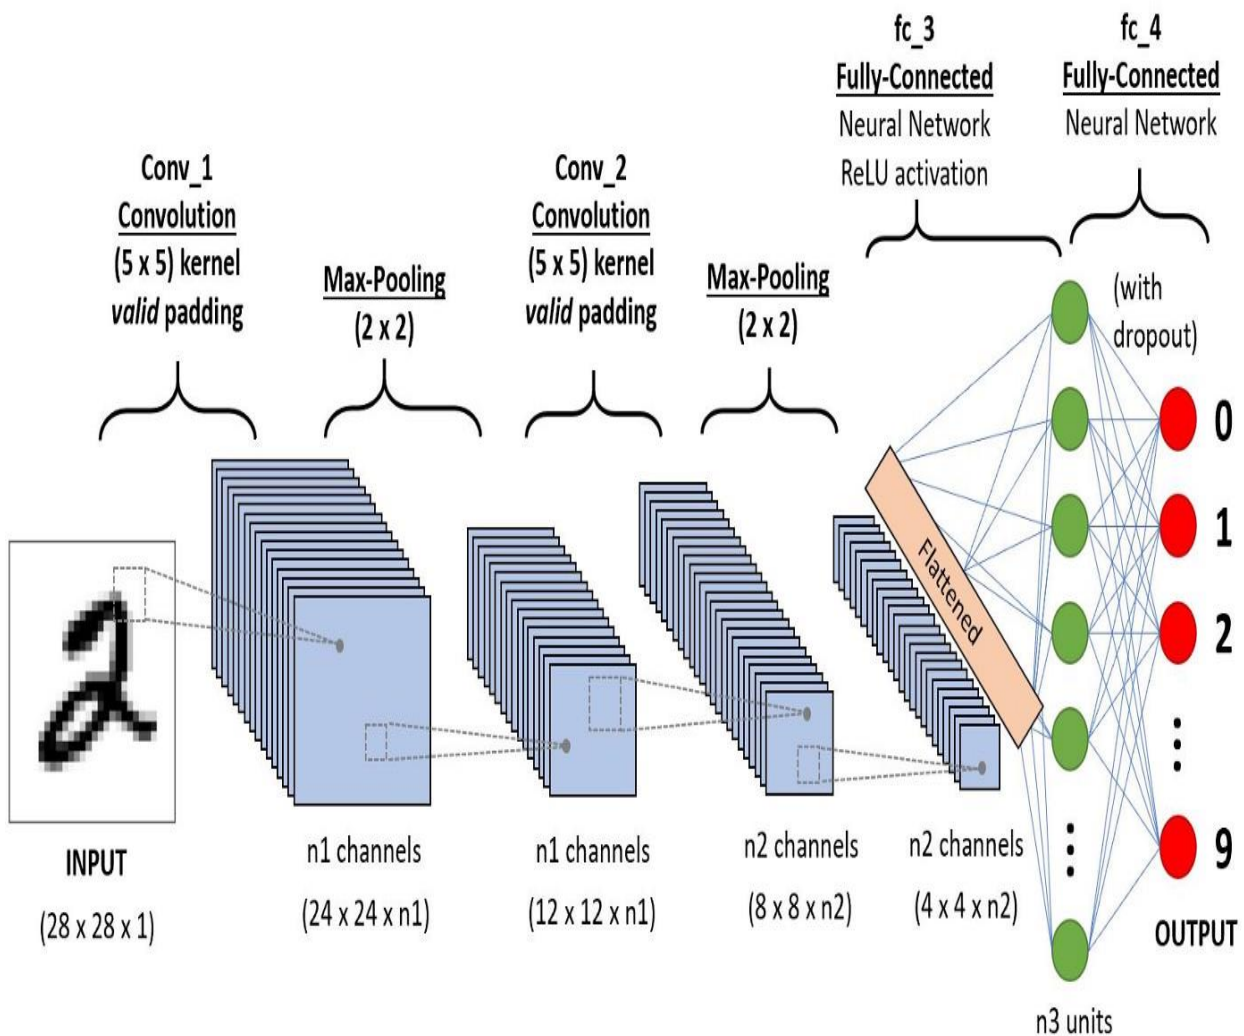 Conv_1
Convolution
(5 x 5) kernel
valid padding
Max-Pooling
(2 x 2)
Conv_2
Convolution
(5 x 5) kernel
valid padding
Max-Pooling
(2 x 2)
fc_3
Fully-Connected
Neural Network
ReLU activation
fc_4
Fully-Connected
Neural Network
(with
dropout)
Flattened
0
1
2
9
INPUT
(28 x 28 x 1)
n1 channels
(24 x 24 x n1)
n1 channels
(12 x 12 x n1)
n2 channels
(8 x 8 x n2)
n2 channels
(4 x 4 x n2)
n3 units
OUTPUT